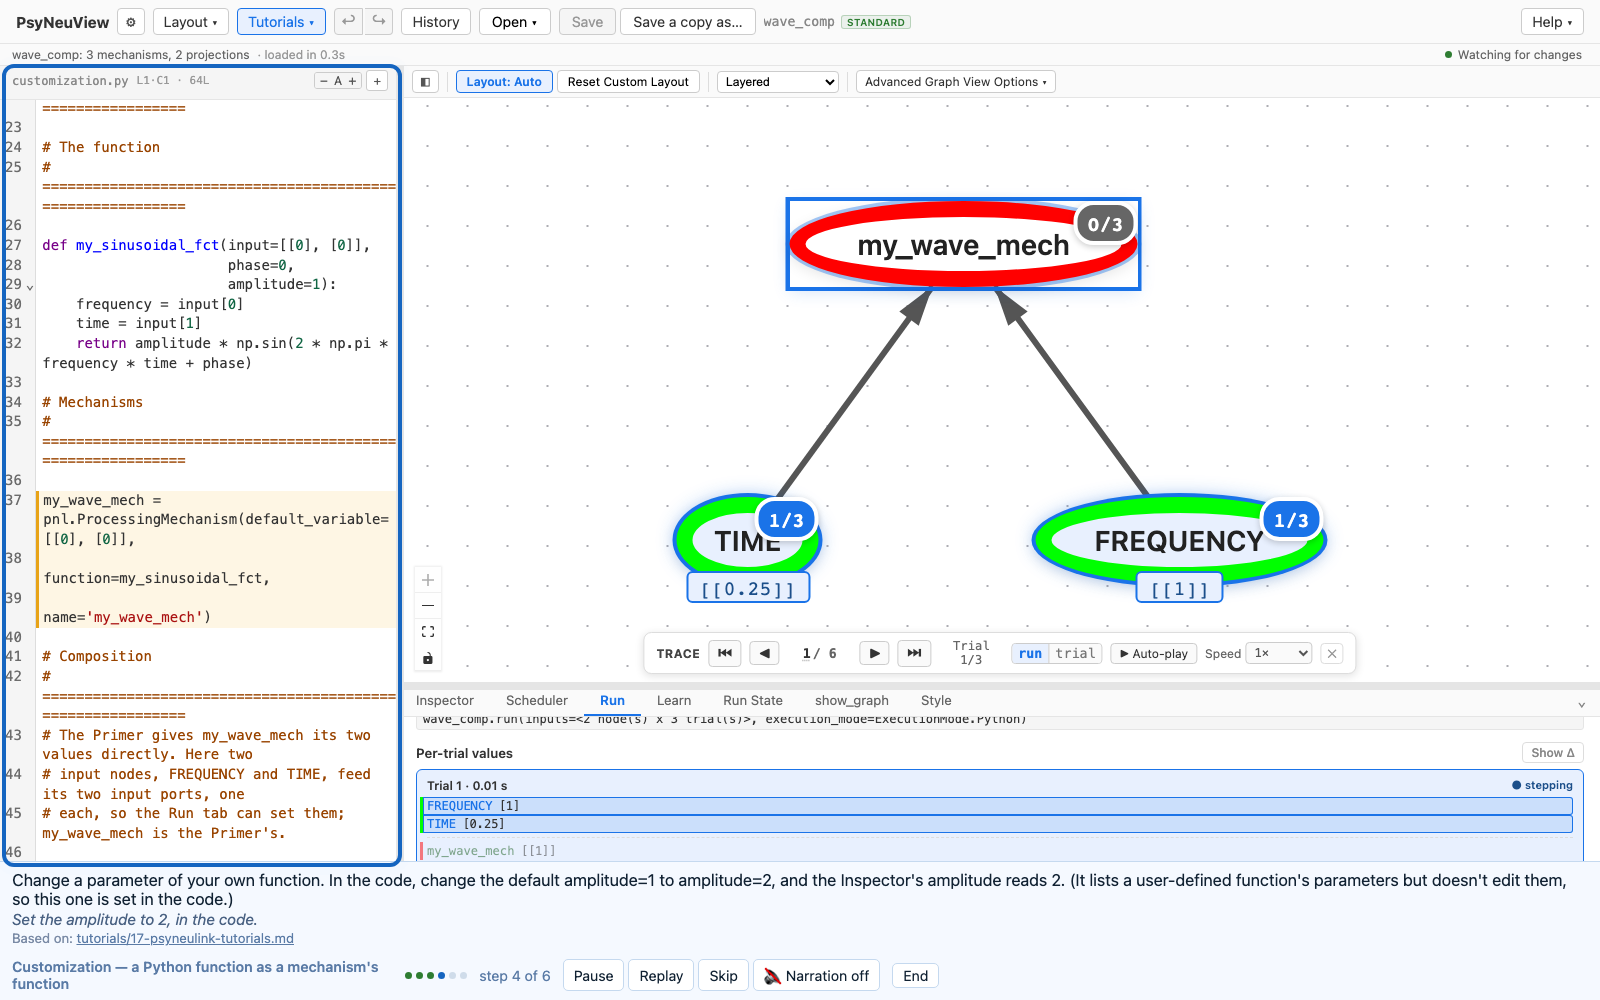 PsyNeuView ⚙ Layout ▾ Tutorials ▾ History Open ▾ Save Save a copy as... wave_comp STANDARD Help ▾
wave_comp: 3 mechanisms, 2 projections · loaded in 0.3s Watching for changes
customization.py L1·C1 · 64L − A + +
Layout: Auto Reset Custom Layout Layered Advanced Graph View Options ▾
=================
23
24 # The function
25 #
==========================================
=================
26
27 def my_sinusoidal_fct(input=[[0], [0]],
28 phase=0,
29 amplitude=1):
30 frequency = input[0]
31 time = input[1]
32 return amplitude * np.sin(2 * np.pi *
frequency * time + phase)
33
34 # Mechanisms
35 #
==========================================
=================
36
37 my_wave_mech =
pnl.ProcessingMechanism(default_variable=
[[0], [0]],
38
function=my_sinusoidal_fct,
39
name='my_wave_mech')
40
41 # Composition
42 #
==========================================
=================
43 # The Primer gives my_wave_mech its two
values directly. Here two
44 # input nodes, FREQUENCY and TIME, feed
its two input ports, one
45 # each, so the Run tab can set them;
my_wave_mech is the Primer's.
46
my_wave_mech 0/3
TIME 1/3
[[0.25]]
FREQUENCY 1/3
[[1]]
TRACE ⏮ ◀ 1 / 6 ▶ ⏭ Trial 1/3 run trial ▶ Auto-play Speed 1× ✕
Inspector Scheduler Run Learn Run State show_graph Style
wave_comp.run(inputs=<2 node(s) x 3 trial(s)>, execution_mode=ExecutionMode.Python)
Per-trial values Show Δ
Trial 1 · 0.01 s stepping
FREQUENCY [1]
TIME [0.25]
my_wave_mech [[1]]
Change a parameter of your own function. In the code, change the default amplitude=1 to amplitude=2, and the Inspector's amplitude reads 2. (It lists a user-defined function's parameters but doesn't edit them,
so this one is set in the code.)
Set the amplitude to 2, in the code.
Based on: tutorials/17-psyneulink-tutorials.md
Customization — a Python function as a mechanism's
function
step 4 of 6 Pause Replay Skip Narration off End